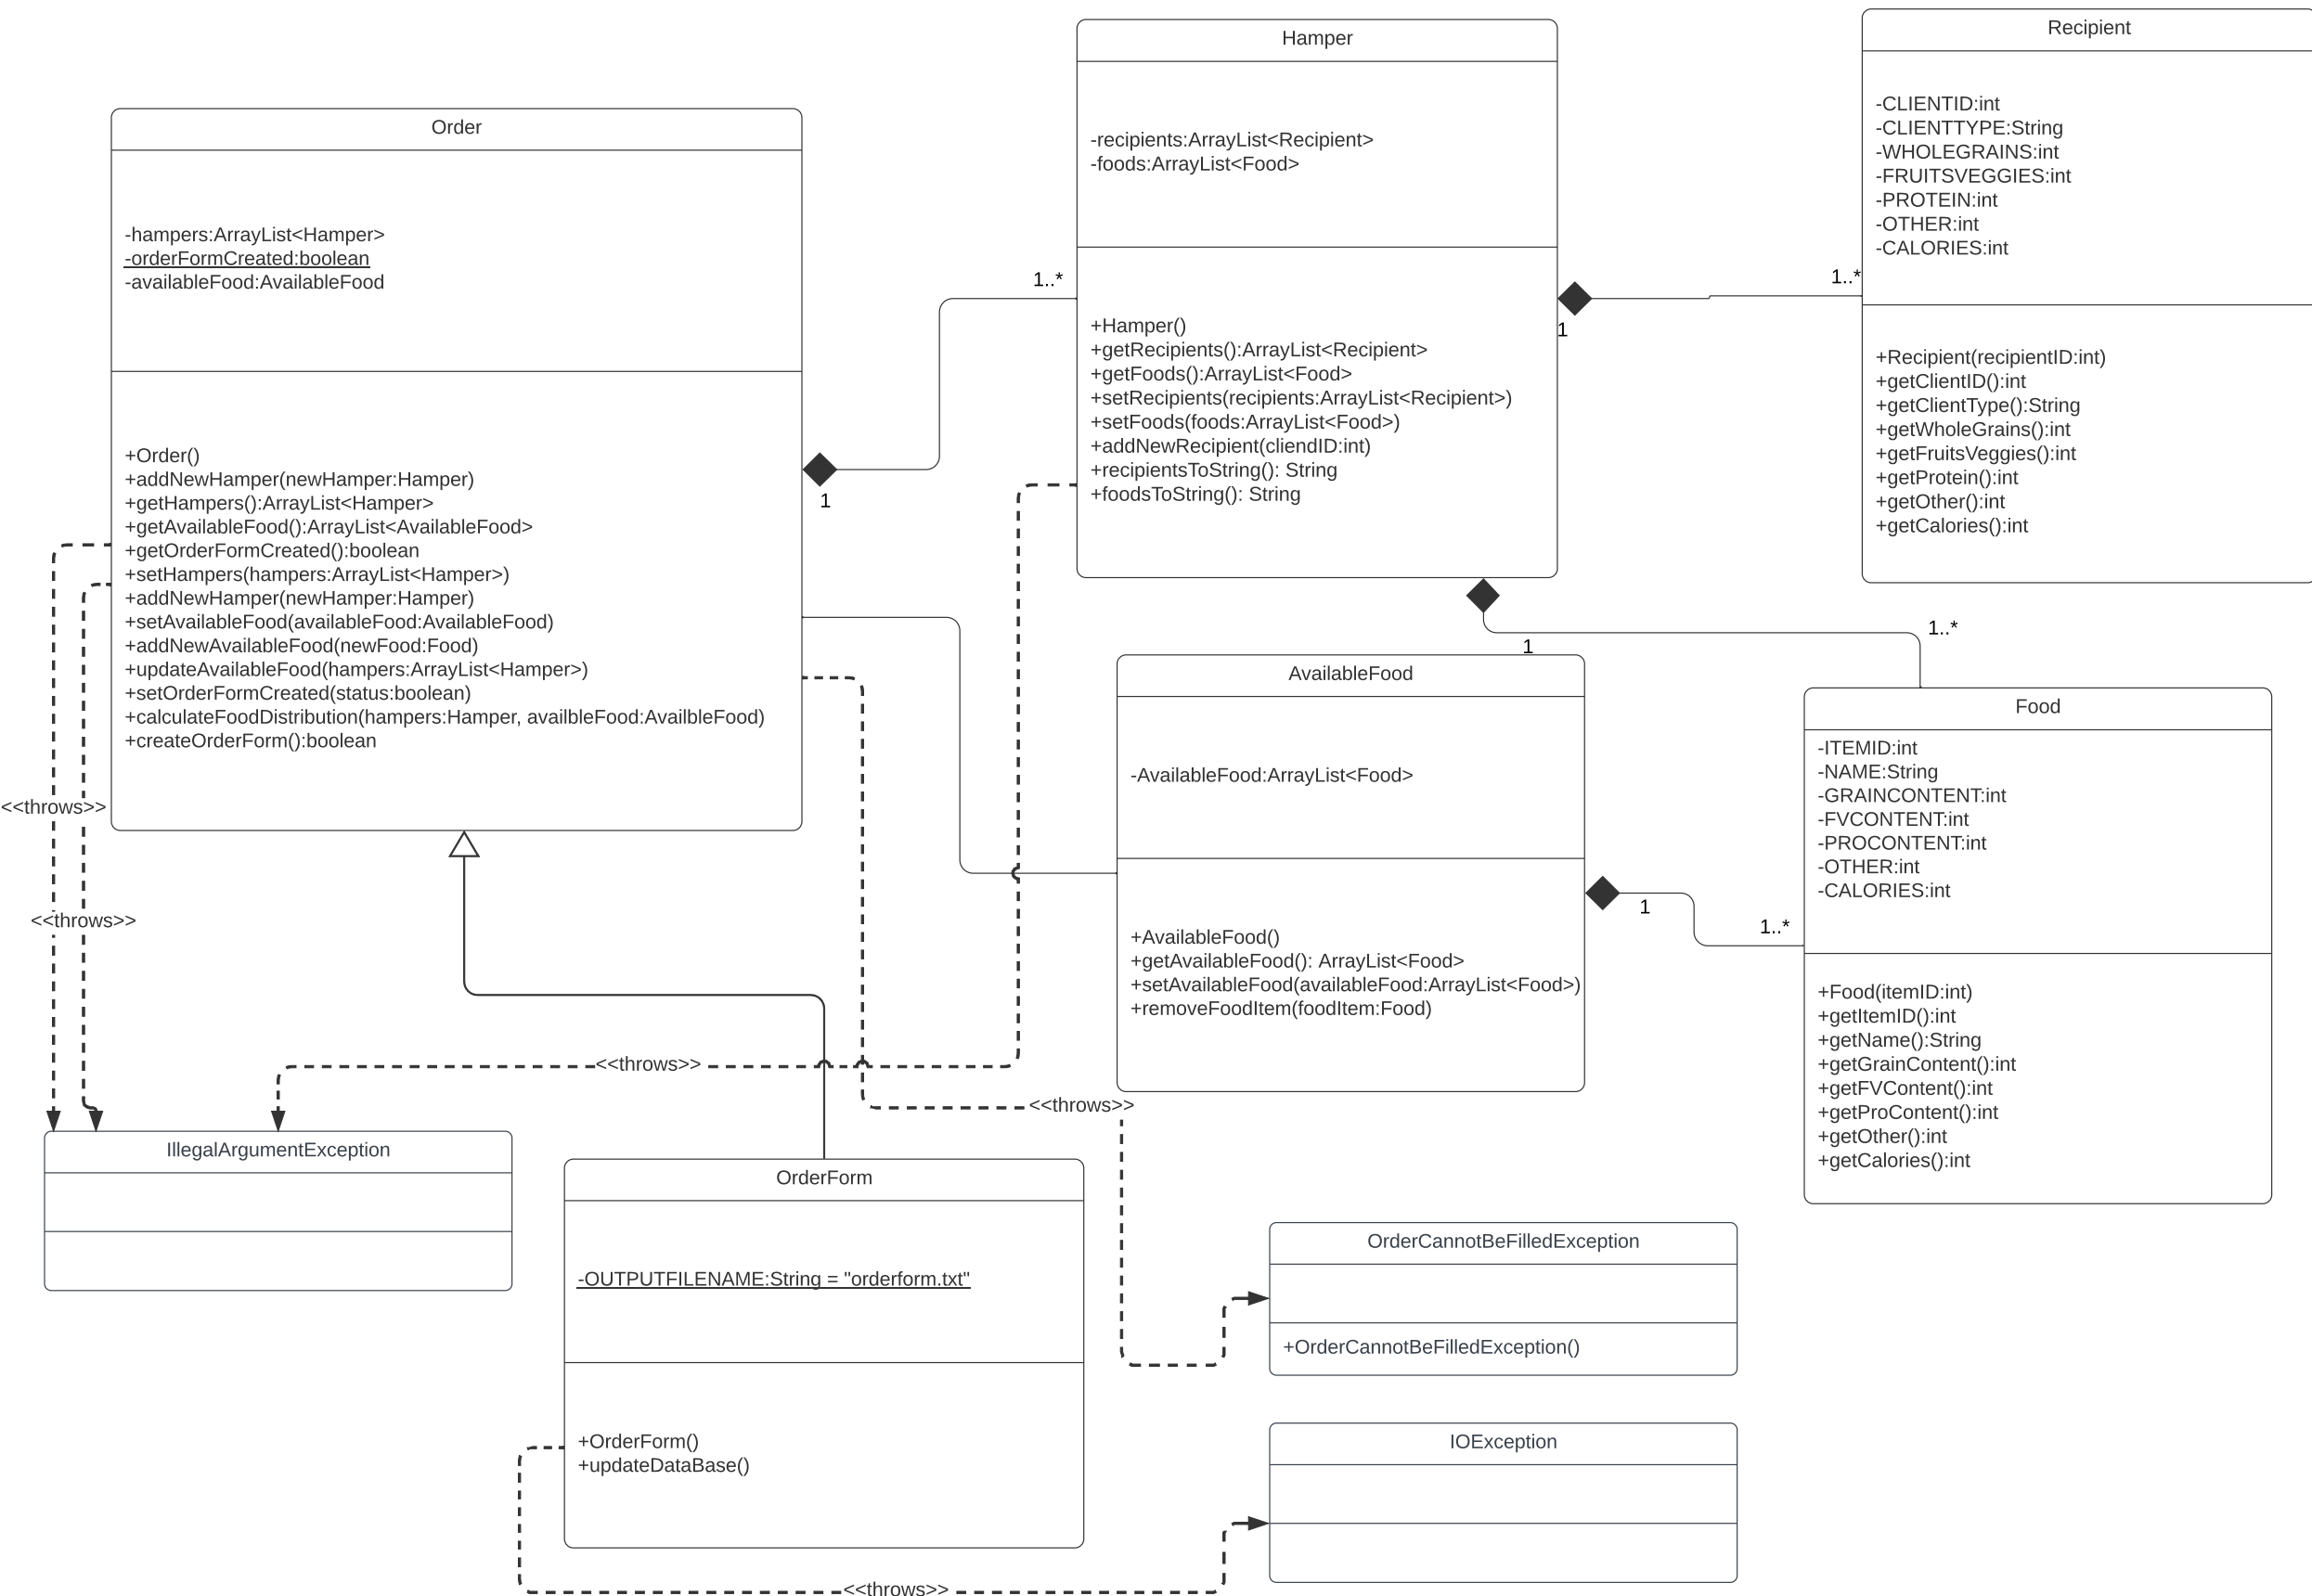 Order
-hampers:ArrayList<Hamper>
-orderFormCreated:boolean
-availableFood:AvailableFood
+Order()
+addNewHamper(newHamper:Hamper)
+getHampers():ArrayList<Hamper>
+getAvailableFood():ArrayList<AvailableFood>
+getOrderFormCreated():boolean
+setHampers(hampers:ArrayList<Hamper>)
+addNewHamper(newHamper:Hamper)
+setAvailableFood(availableFood:AvailableFood)
+addNewAvailableFood(newFood:Food)
+updateAvailableFood(hampers:ArrayList<Hamper>)
+setOrderFormCreated(status:boolean)
+calculateFoodDistribution(hampers:Hamper, availbleFood:AvailbleFood)
+createOrderForm():boolean
1
1..*
Hamper
-recipients:ArrayList<Recipient>
-foods:ArrayList<Food>
+Hamper()
+getRecipients():ArrayList<Recipient>
+getFoods():ArrayList<Food>
+setRecipients(recipients:ArrayList<Recipient>)
+setFoods(foods:ArrayList<Food>)
+addNewRecipient(cliendID:int)
+recipientsToString(): String
+foodsToString(): String
1
1..*
Recipient
-CLIENTID:int
-CLIENTTYPE:String
-WHOLEGRAINS:int
-FRUITSVEGGIES:int
-PROTEIN:int
-OTHER:int
-CALORIES:int
+Recipient(recipientID:int)
+getClientID():int
+getClientType():String
+getWholeGrains():int
+getFruitsVeggies():int
+getProtein():int
+getOther():int
+getCalories():int
1
1..*
AvailableFood
-AvailableFood:ArrayList<Food>
+AvailableFood()
+getAvailableFood(): ArrayList<Food>
+setAvailableFood(availableFood:ArrayList<Food>)
+removeFoodItem(foodItem:Food)
1
1..*
Food
-ITEMID:int
-NAME:String
-GRAINCONTENT:int
-FVCONTENT:int
-PROCONTENT:int
-OTHER:int
-CALORIES:int
+Food(itemID:int)
+getItemID():int
+getName():String
+getGrainContent():int
+getFVContent():int
+getProContent():int
+getOther():int
+getCalories():int
<<throws>>
<<throws>>
<<throws>>
<<throws>>
IllegalArgumentException
OrderForm
-OUTPUTFILENAME:String = "orderform.txt"
+OrderForm()
+updateDataBase()
OrderCannotBeFilledException
+OrderCannotBeFilledException()
IOException
<<throws>>